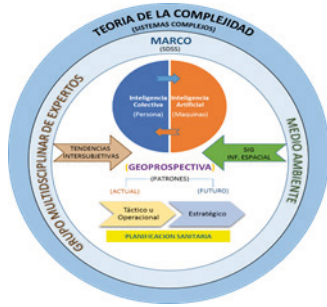 TEORIA DE LA COMPLEJIDAD
(SISTEMAS COMPLEJOS)
MARCO
(SDSS)
GRUPO MULTIDSCIPLINAR DE EXPERTOS
MEDIO AMBIENTE
Inteligencia
Colectiva
(Persona)
Inteligencia
Artificial
(Maquinas)
TENDENCIAS
INTERSUBJETIVAS
SIG
INF. ESPACIAL
(GEOPROSPECTIVA)
(PATRONES)
(ACTUAL)
(FUTURO)
Táctico u
Operacional
Estratégico
PLANIFICACION SANITARIA